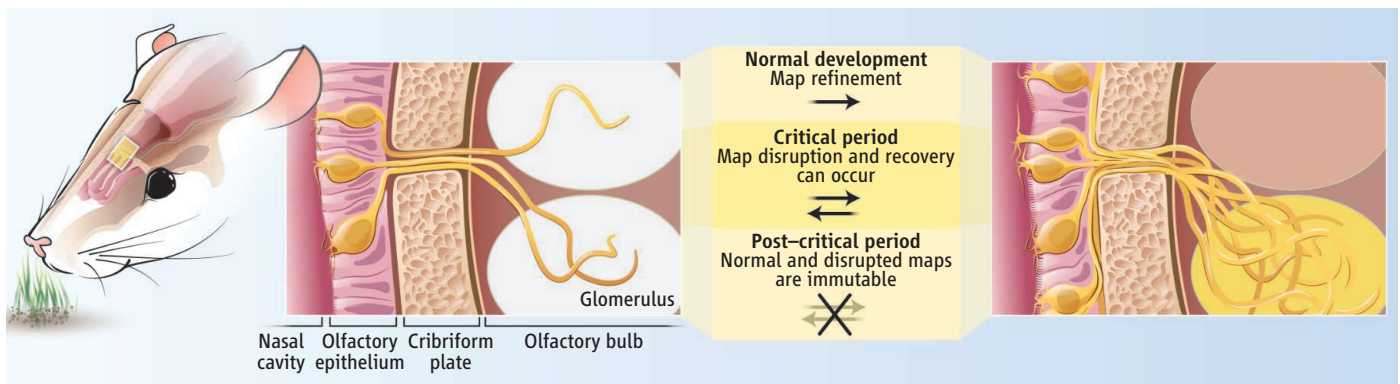 Normal development
Map refinement
Critical period
Map disruption and recovery
can occur
Post–critical period
Normal and disrupted maps
are immutable
Glomerulus
Nasal
cavity
Olfactory
epithelium
Cribriform
plate
Olfactory bulb